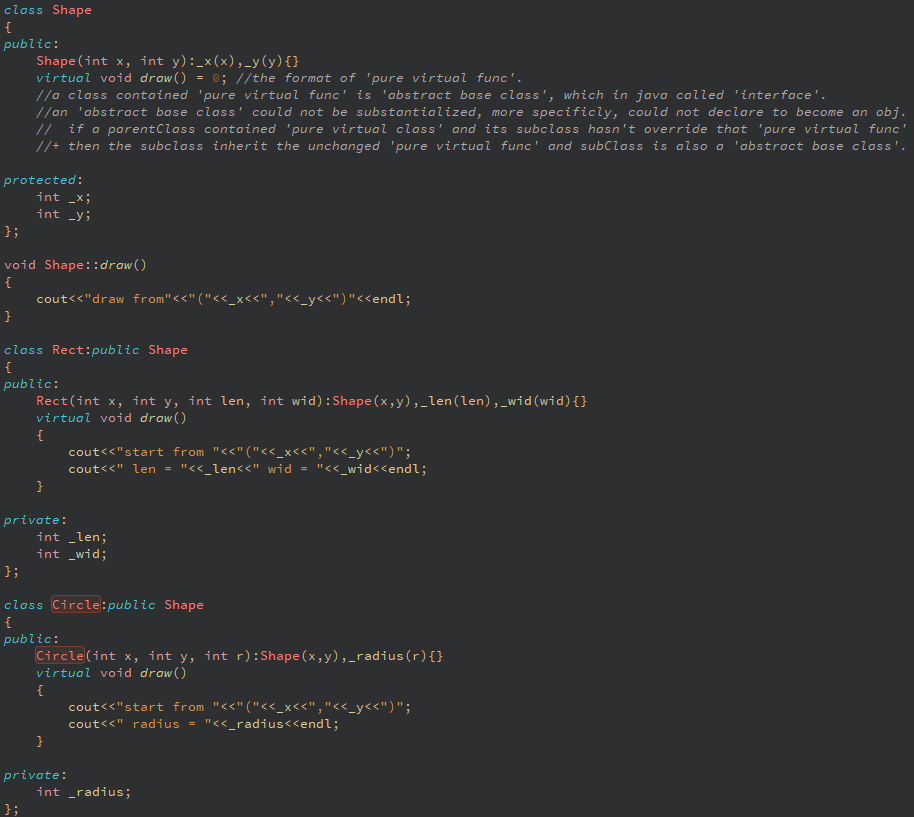 class Shape
{
public:
    Shape(int x, int y):_x(x),_y(y){}
    virtual void draw() = 0; //the format of 'pure virtual func'.
    //a class contained 'pure virtual func' is 'abstract base class', which in java called 'interface'.
    //an 'abstract base class' could not be substantialized, more specificly, could not declare to become an obj.
    //  if a parentClass contained 'pure virtual class' and its subclass hasn't override that 'pure virtual func'
    //+ then the subclass inherit the unchanged 'pure virtual func' and subClass is also a 'abstract base class'.

protected:
    int _x;
    int _y;
};

void Shape::draw()
{
    cout<<"draw from"<<"("<<_x<<","<<_y<<")"<<endl;
}

class Rect:public Shape
{
public:
    Rect(int x, int y, int len, int wid):Shape(x,y),_len(len),_wid(wid){}
    virtual void draw()
    {
        cout<<"start from "<<"("<<_x<<","<<_y<<")";
        cout<<" len = "<<_len<<" wid = "<<_wid<<endl;
    }

private:
    int _len;
    int _wid;
};

class Circle:public Shape
{
public:
    Circle(int x, int y, int r):Shape(x,y),_radius(r){}
    virtual void draw()
    {
        cout<<"start from "<<"("<<_x<<","<<_y<<")";
        cout<<" radius = "<<_radius<<endl;
    }

private:
    int _radius;
};